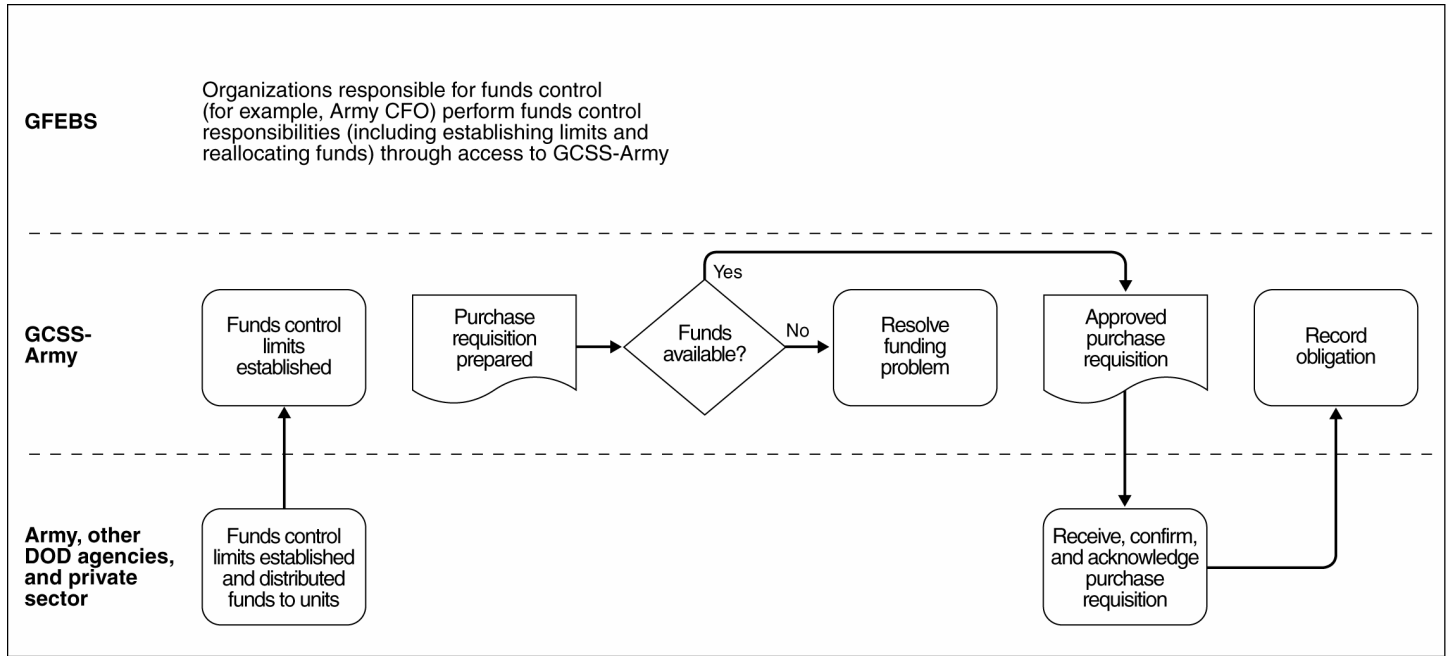 GFEBS
Organizations responsible for funds control
(for example, Army CFO) perform funds control
responsibilities (including establishing limits and
reallocating funds) through access to GCSS-Army
GCSS-
Army
Funds control
limits
established
Purchase
requisition
prepared
Funds
available?
Yes
No
Resolve
funding
problem
Approved
purchase
requisition
Record
obligation
Army, other
DOD agencies,
and private
sector
Funds control
limits established
and distributed
funds to units
Receive, confirm,
and acknowledge
purchase
requisition